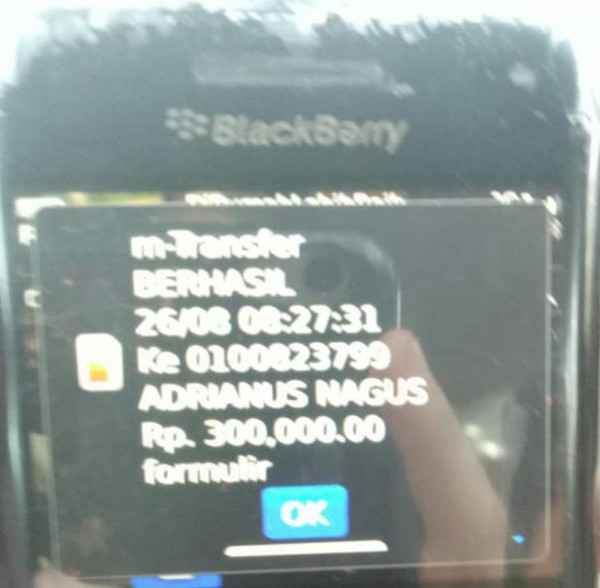 BlackBerry
m-Transfer
BERHASIL
26/08 08:27:31
Ke 0100823799
ADRIANUS NAGUS
Rp. 300,000.00
formulir
OK